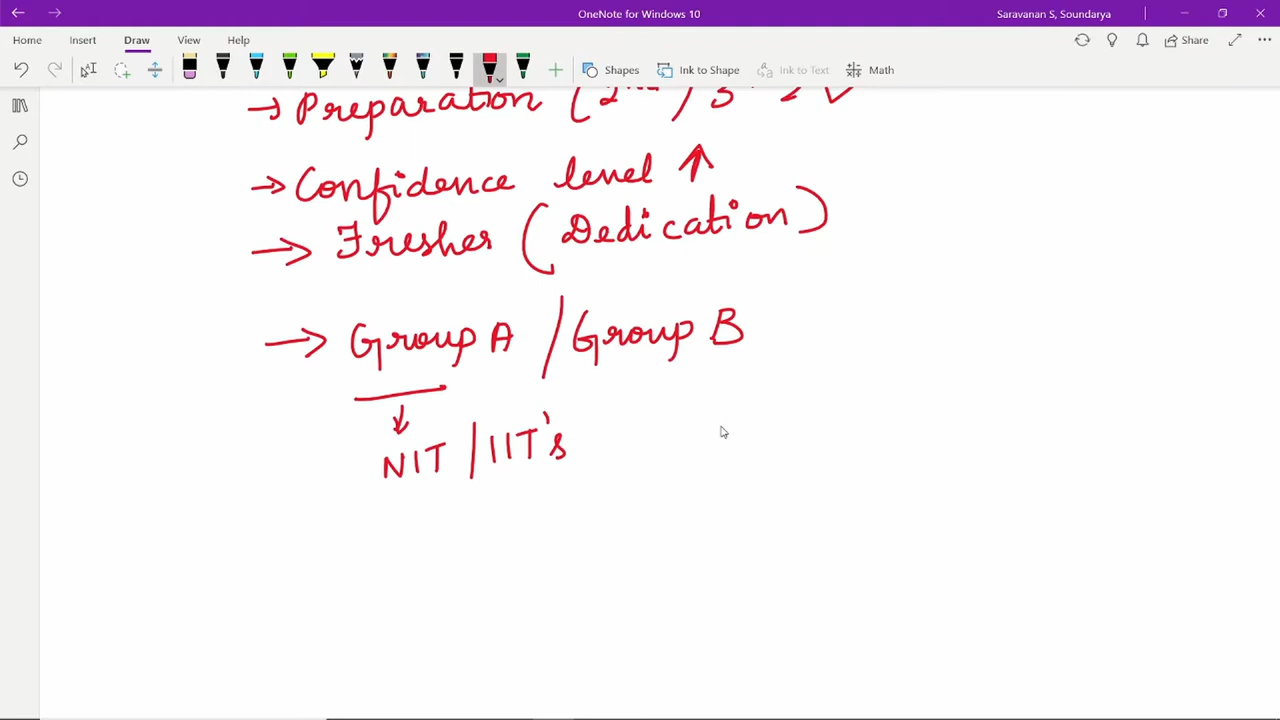 OneNote for Windows 10
Saravanan S, Soundarya
Home Insert Draw View Help
Share
Shapes Ink to Shape Ink to Text Math
→ Preparation (2nd /
→ Confidence level ↑
→ Fresher (Dedication)
→ Group A / Group B
↓
NIT / IIT's